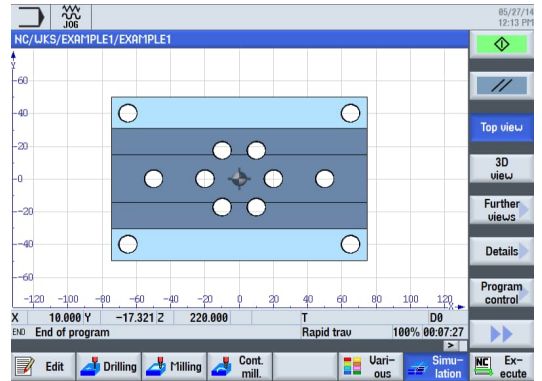 JOG
05/27/14
12:13 PM
NC/WKS/EXAMPLE1/EXAMPLE1
Y
60
40
20
0
-20
-40
-60
-120 -100 -80 -60 -40 -20 0 20 40 60 80 100 120 X
X 10.000 Y -17.321 Z 220.000 T D0
END End of program Rapid trav 100% 00:07:27
Top view
3D
view
Further
views
Details
Program
control
Edit
Drilling
Milling
Cont.
mill.
Vari-
ous
Simu-
lation
NC Ex-
ecute